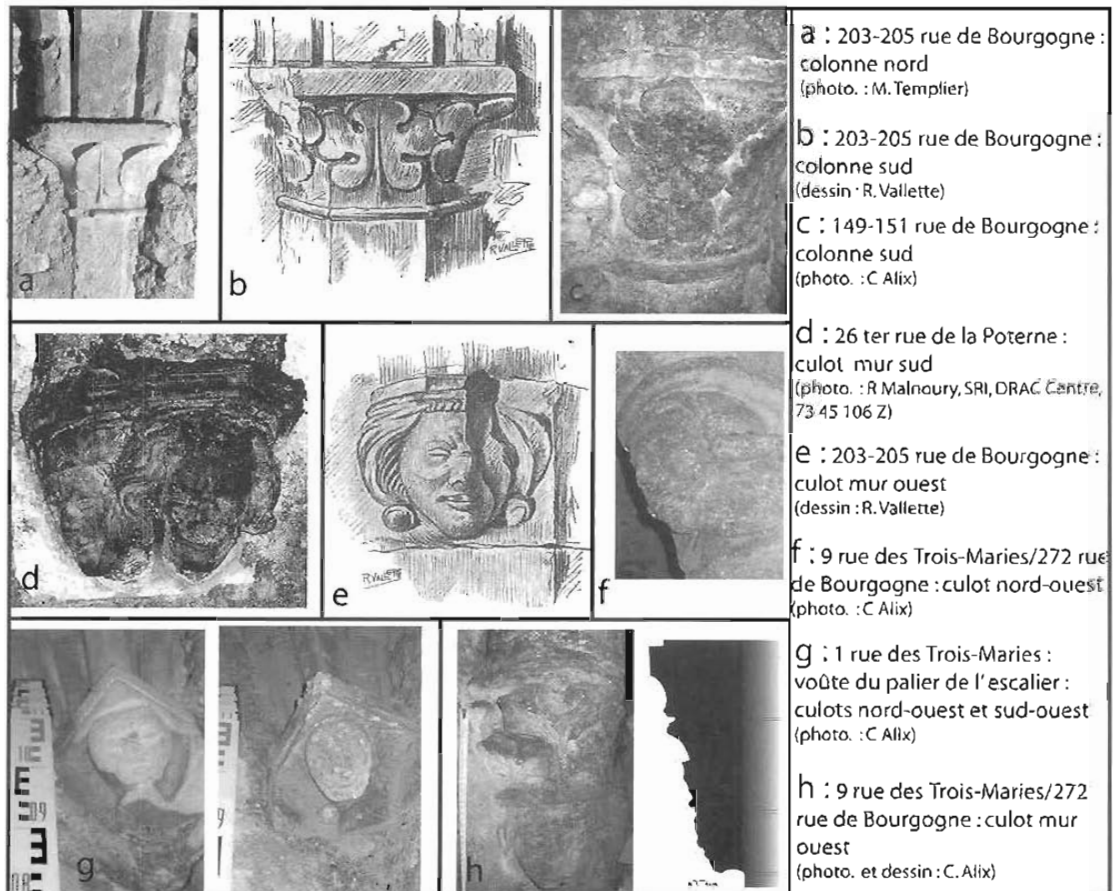 a : 203-205 rue de Bourgogne :
colonne nord
(photo. : M. Templier)
b : 203-205 rue de Bourgogne :
colonne sud
(dessin : R. Vallette)
c : 149-151 rue de Bourgogne :
colonne sud
(photo. : C Alix)
d : 26 ter rue de la Poterne :
culot mur sud
(photo. : R Malnoury, SRI, DRAC Centre,
73 45 106 Z)
e : 203-205 rue de Bourgogne :
culot mur ouest
(dessin : R. Vallette)
f : 9 rue des Trois-Maries/272 rue
de Bourgogne : culot nord-ouest
(photo. : C Alix)
g : 1 rue des Trois-Maries :
voûte du palier de l'escalier :
culots nord-ouest et sud-ouest
(photo. : C Alix)
h : 9 rue des Trois-Maries/272
rue de Bourgogne : culot mur
ouest
(photo. et dessin : C. Alix)
a
b
R. VALLETTE
c
d
e
R. VALLETTE
f
g
h